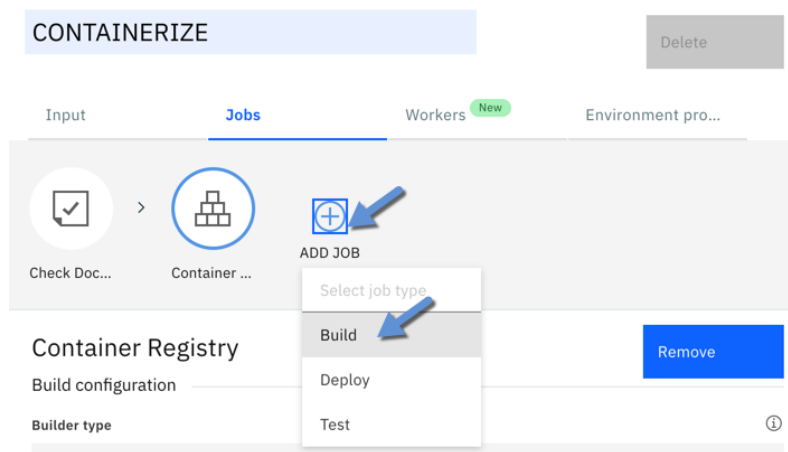 CONTAINERIZE
Delete
Input
Jobs
Workers New
Environment pro...
ADD JOB
Check Doc...
Container ...
Select job type
Build
Deploy
Test
Container Registry
Remove
Build configuration
Builder type